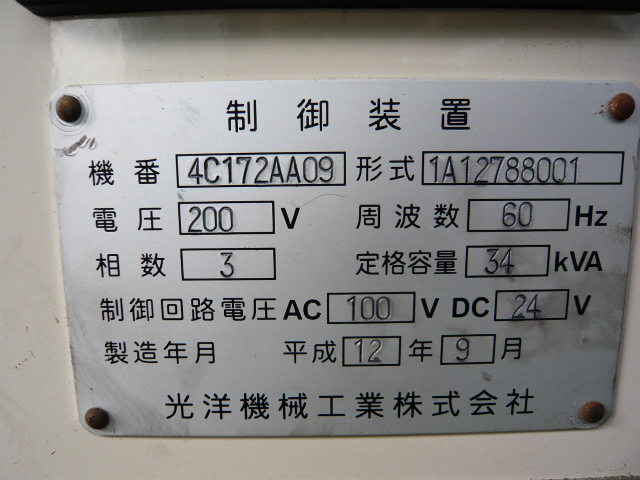 制御装置
機番 4C172AA09 形式 1A12788001
電圧 200 V 周波数 60 Hz
相数 3 定格容量 34 kVA
制御回路電圧 AC 100 V DC 24 V
製造年月 平成 12 年 9 月
光洋機械工業株式会社